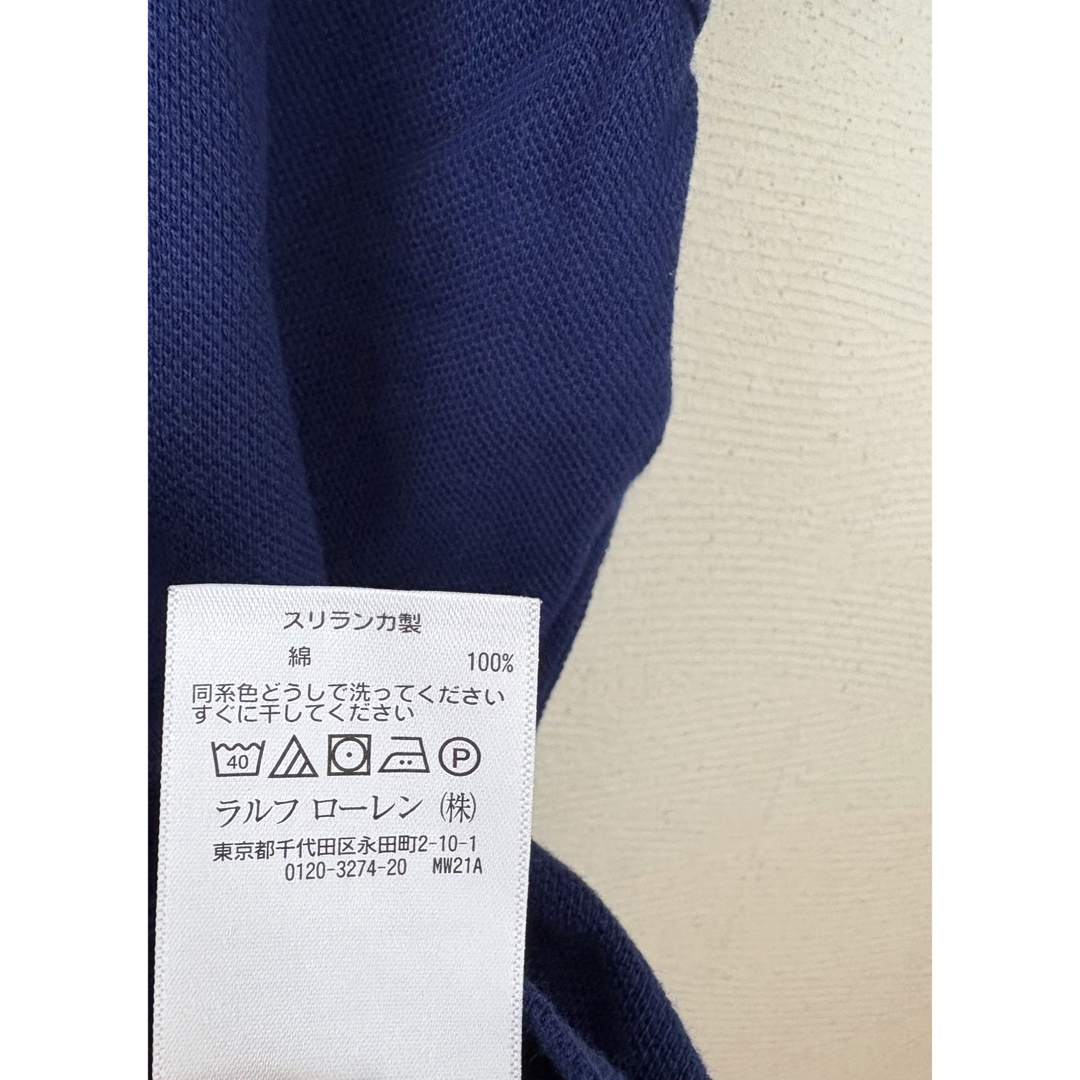 スリランカ製
綿 100%
同系色どうしで洗ってください
すぐに干してください
40 P
ラルフ ローレン (株)
東京都千代田区永田町2-10-1
0120-3274-20 MW21A